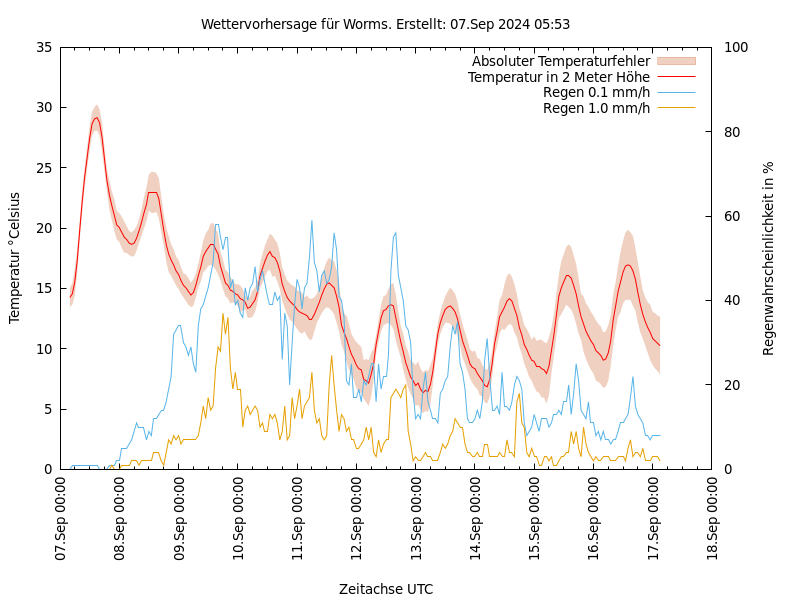 Wettervorhersage für Worms. Erstellt: 07.Sep 2024 05:53
Absoluter Temperaturfehler
Temperatur in 2 Meter Höhe
Regen 0.1 mm/h
Regen 1.0 mm/h
Temperatur °Celsius
35
30
25
20
15
10
5
0
100
80
60
40
20
0
Regenwahrscheinlichkeit in %
07.Sep 00:00
08.Sep 00:00
09.Sep 00:00
10.Sep 00:00
11.Sep 00:00
12.Sep 00:00
13.Sep 00:00
14.Sep 00:00
15.Sep 00:00
16.Sep 00:00
17.Sep 00:00
18.Sep 00:00
Zeitachse UTC